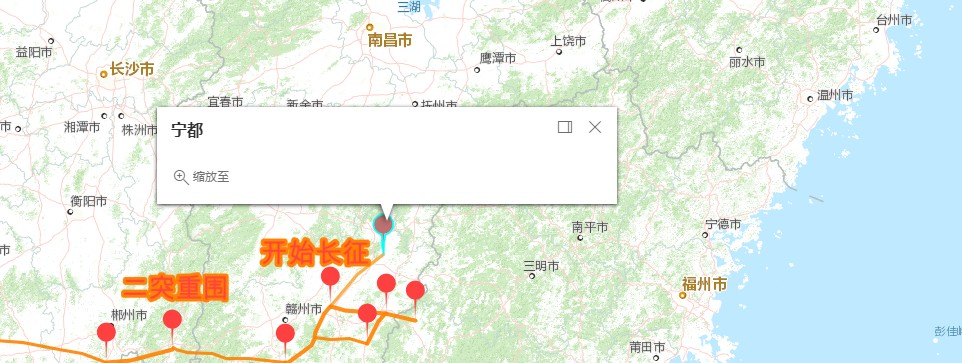 三湖
台州市
益阳市
南昌市
上饶市
鹰潭市
长沙市
丽水市
宜春市
新余市
抚州市
温州市
湘潭市
株洲市
市
宁都
缩放至
衡阳市
南平市
宁德市
市
开始长征
三明市
二突重围
福州市
赣州市
郴州市
莆田市